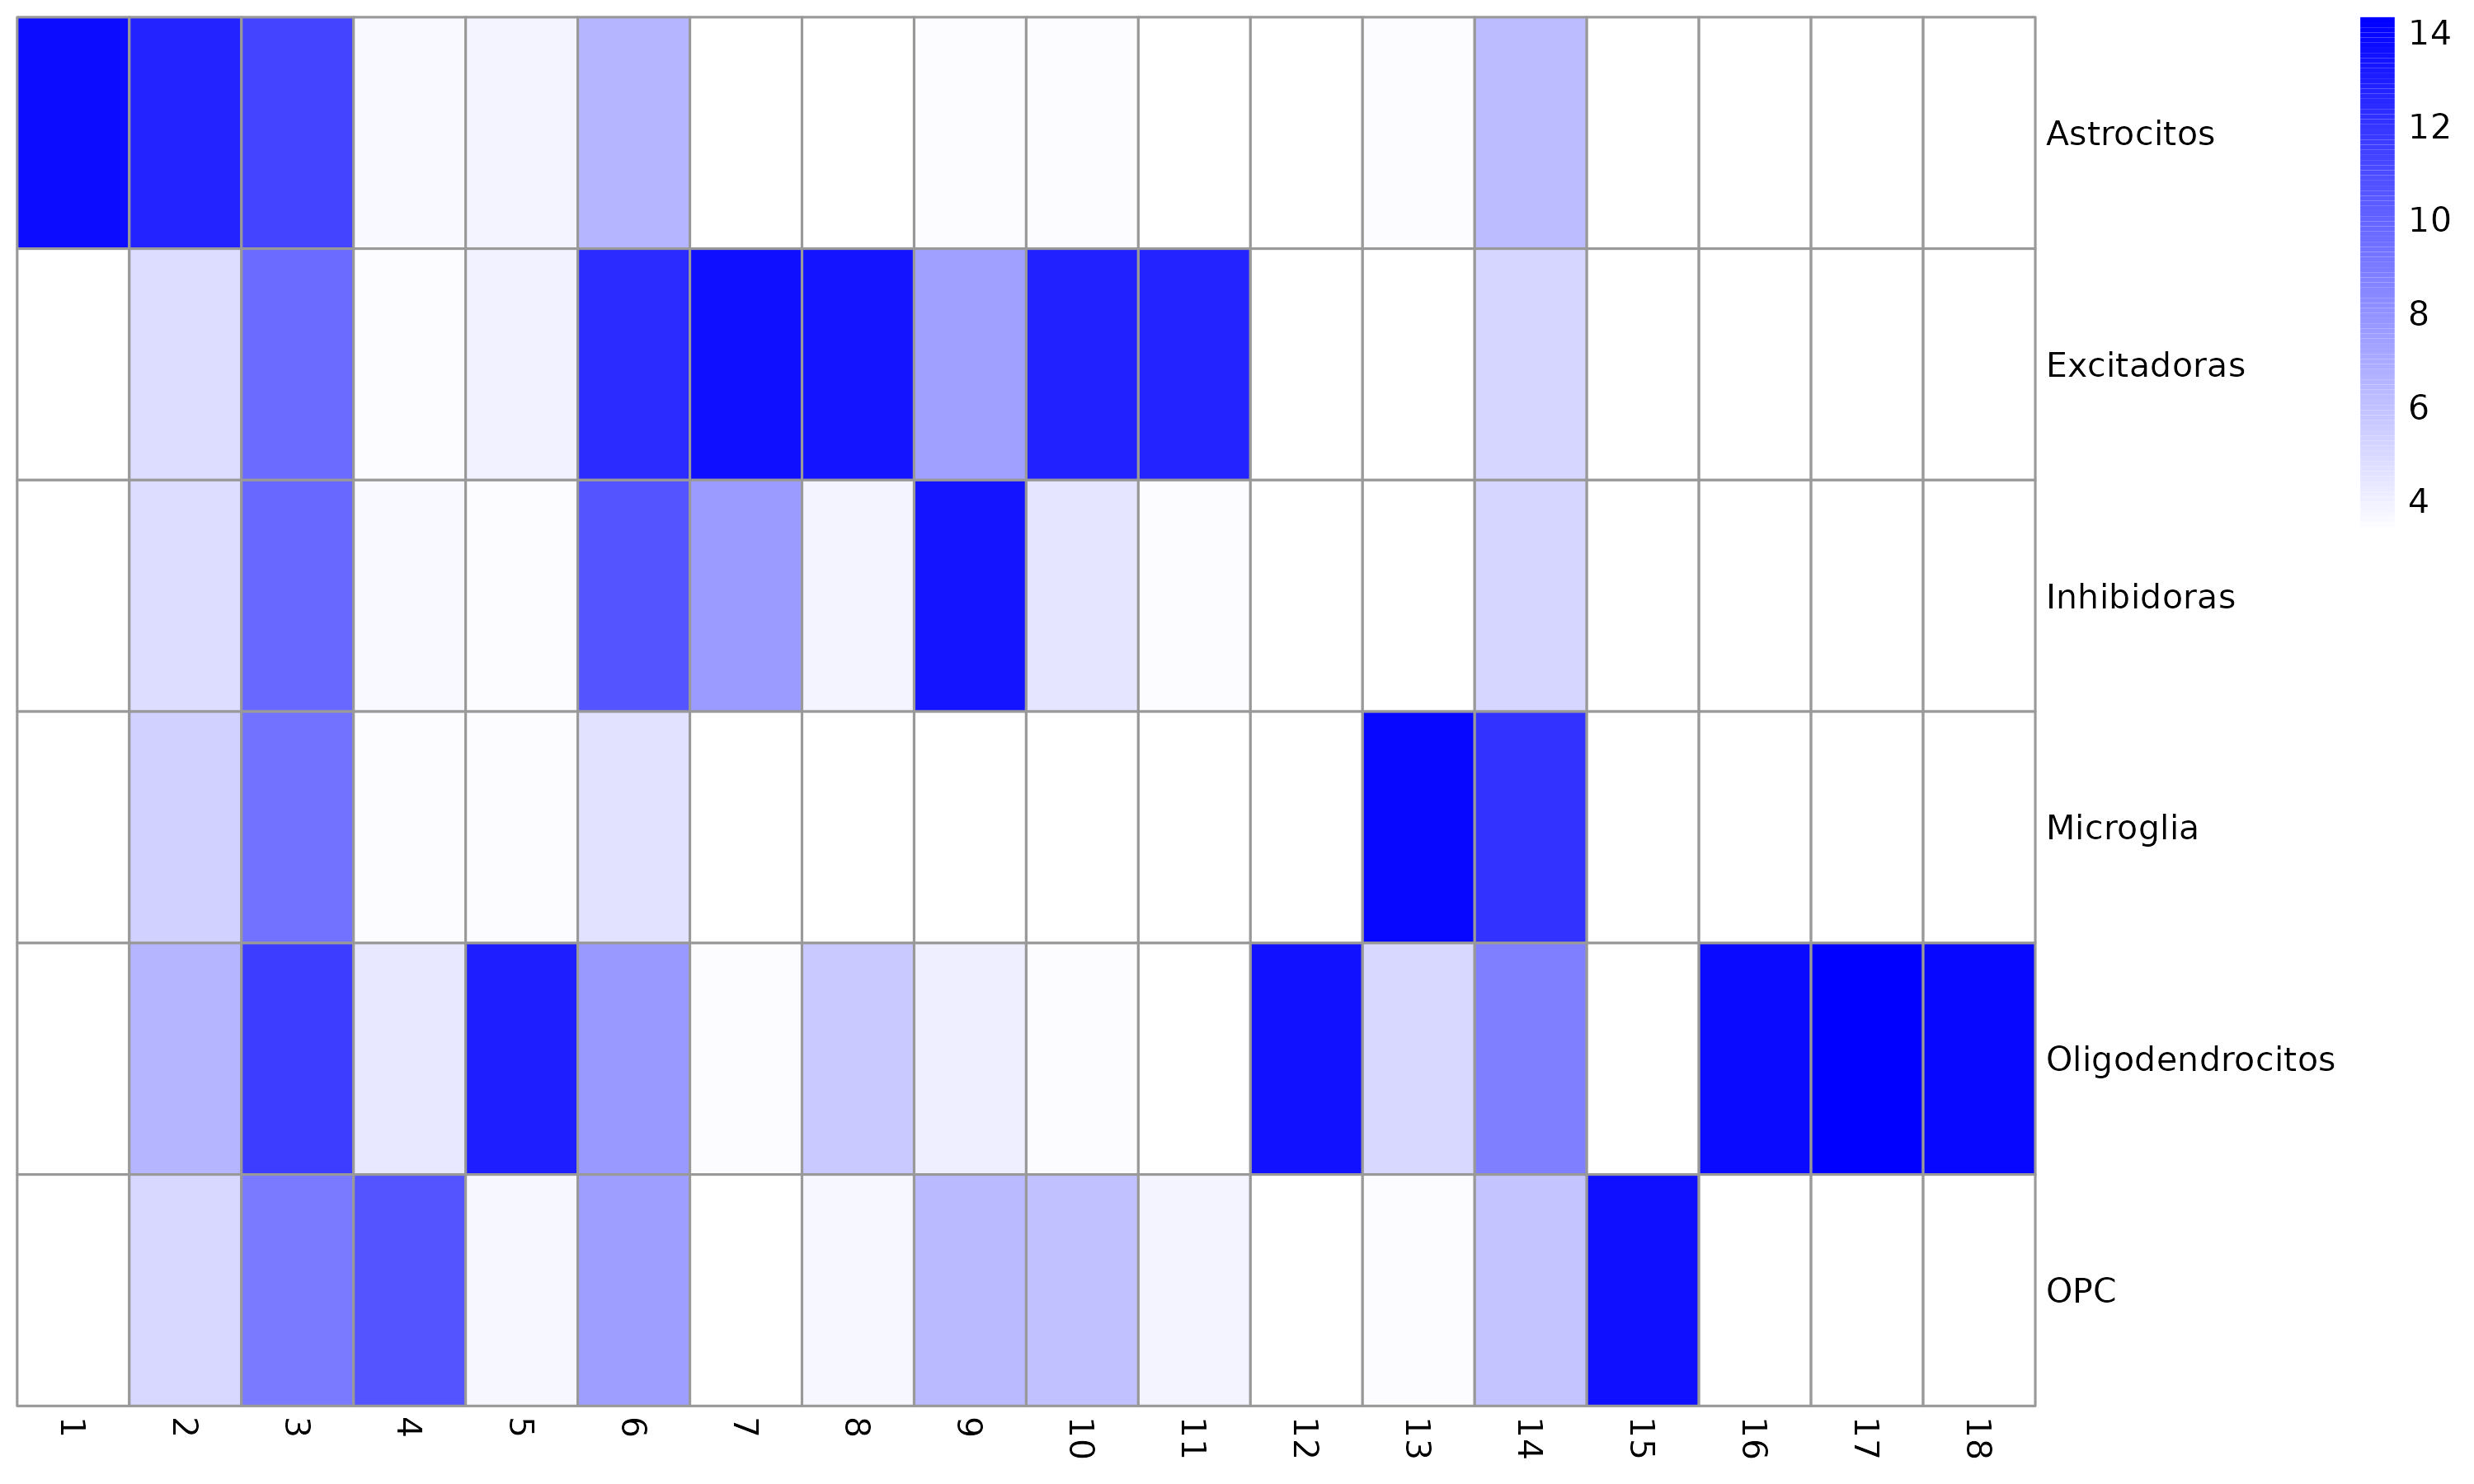 14
12
10
8
6
4
Astrocitos
Excitadoras
Inhibidoras
Microglia
Oligodendrocitos
OPC
1 2 3 4 5 6 7 8 9 10 11 12 13 14 15 16 17 18